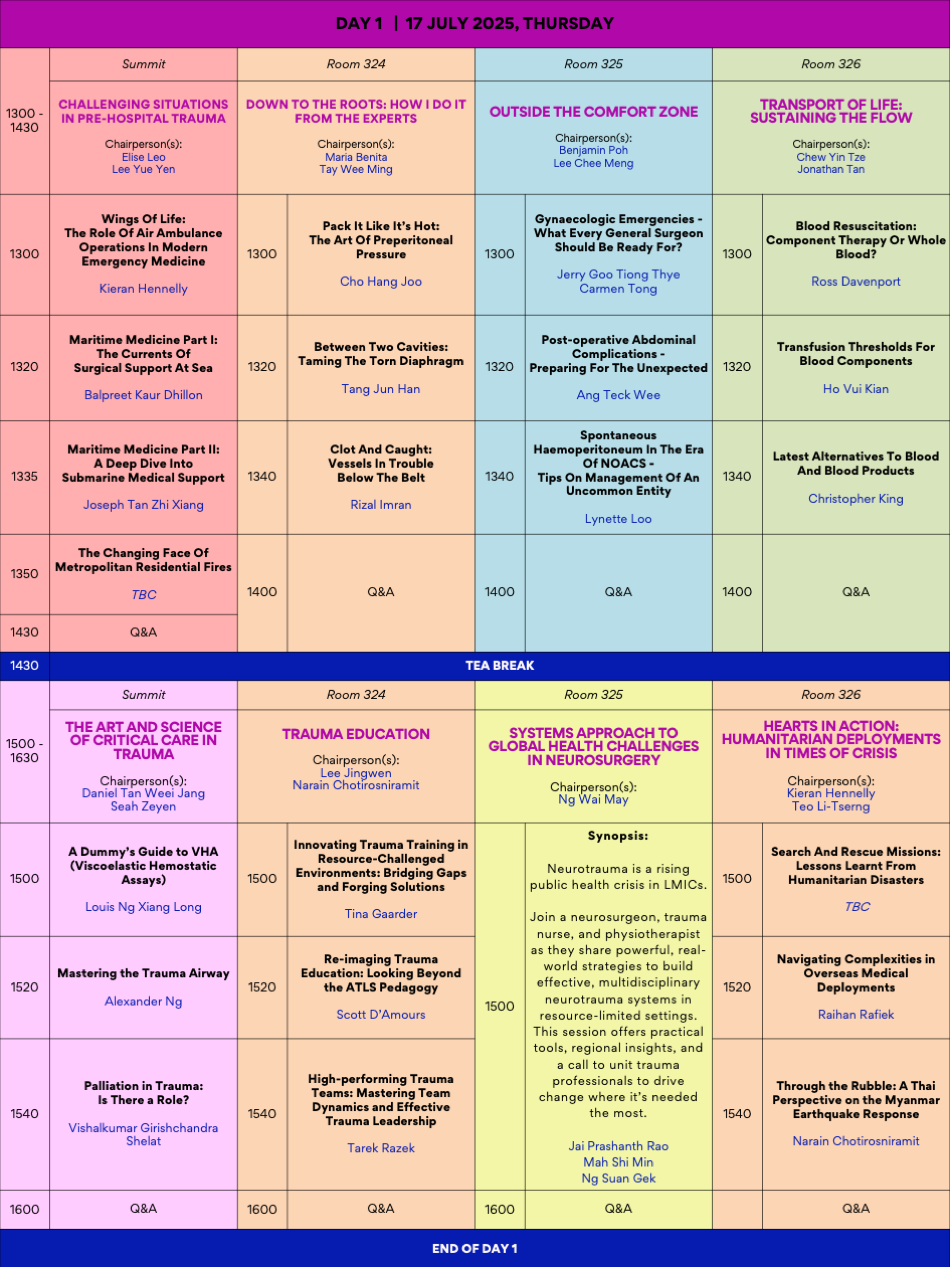 DAY 1 | 17 JULY 2025, THURSDAY
1300 -
1430
Summit
CHALLENGING SITUATIONS
IN PRE-HOSPITAL TRAUMA
Chairperson(s):
Elise Leo
Lee Yue Yen
Room 324
DOWN TO THE ROOTS: HOW I DO IT
FROM THE EXPERTS
Chairperson(s):
Maria Benita
Tay Wee Ming
Room 325
OUTSIDE THE COMFORT ZONE
Chairperson(s):
Benjamin Poh
Lee Chee Meng
Room 326
TRANSPORT OF LIFE:
SUSTAINING THE FLOW
Chairperson(s):
Chew Yin Tze
Jonathan Tan
1300
Wings Of Life:
The Role Of Air Ambulance
Operations In Modern
Emergency Medicine
Kieran Hennelly
1300
Pack It Like It's Hot:
The Art Of Preperitoneal
Pressure
Cho Hang Joo
1300
Gynaecologic Emergencies -
What Every General Surgeon
Should Be Ready For?
Jerry Goo Tiong Thye
Carmen Tong
1300
Blood Resuscitation:
Component Therapy Or Whole
Blood?
Ross Davenport
1320
Maritime Medicine Part I:
The Currents Of
Surgical Support At Sea
Balpreet Kaur Dhillon
1320
Between Two Cavities:
Taming The Torn Diaphragm
Tang Jun Han
1320
Post-operative Abdominal
Complications -
Preparing For The Unexpected
Ang Teck Wee
1320
Transfusion Thresholds For
Blood Components
Ho Vui Kian
1335
Maritime Medicine Part II:
A Deep Dive Into
Submarine Medical Support
Joseph Tan Zhi Xiang
1340
Clot And Caught:
Vessels In Trouble
Below The Belt
Rizal Imran
1340
Spontaneous
Haemoperitoneum In The Era
Of NOACS -
Tips On Management Of An
Uncommon Entity
Lynette Loo
1340
Latest Alternatives To Blood
And Blood Products
Christopher King
1350
The Changing Face Of
Metropolitan Residential Fires
TBC
1430
Q&A
1400
Q&A
1400
Q&A
1400
Q&A
1430
TEA BREAK
1500 -
1630
Summit
THE ART AND SCIENCE
OF CRITICAL CARE IN
TRAUMA
Chairperson(s):
Daniel Tan Weei Jang
Seah Zeyen
Room 324
TRAUMA EDUCATION
Chairperson(s):
Lee Jingwen
Narain Chotirosniramit
Room 325
SYSTEMS APPROACH TO
GLOBAL HEALTH CHALLENGES
IN NEUROSURGERY
Chairperson(s):
Ng Wai May
Room 326
HEARTS IN ACTION:
HUMANITARIAN DEPLOYMENTS
IN TIMES OF CRISIS
Chairperson(s):
Kieran Hennelly
Teo Li-Tserng
1500
A Dummy's Guide to VHA
(Viscoelastic Hemostatic
Assays)
Louis Ng Xiang Long
1500
Innovating Trauma Training in
Resource-Challenged
Environments: Bridging Gaps
and Forging Solutions
Tina Gaarder
1500
Synopsis:
Neurotrauma is a rising
public health crisis in LMICs.
Join a neurosurgeon, trauma
nurse, and physiotherapist
as they share powerful, real-
world strategies to build
effective, multidisciplinary
neurotrauma systems in
resource-limited settings.
This session offers practical
tools, regional insights, and
a call to unit trauma
professionals to drive
change where it's needed
the most.
Jai Prashanth Rao
Mah Shi Min
Ng Suan Gek
1500
Search And Rescue Missions:
Lessons Learnt From
Humanitarian Disasters
TBC
1520
Mastering the Trauma Airway
Alexander Ng
1520
Re-imaging Trauma
Education: Looking Beyond
the ATLS Pedagogy
Scott D'Amours
1520
Navigating Complexities in
Overseas Medical
Deployments
Raihan Rafiek
1540
Palliation in Trauma:
Is There a Role?
Vishalkumar Girishchandra
Shelat
1540
High-performing Trauma
Teams: Mastering Team
Dynamics and Effective
Trauma Leadership
Tarek Razek
1540
Through the Rubble: A Thai
Perspective on the Myanmar
Earthquake Response
Narain Chotirosniramit
1600
Q&A
1600
Q&A
1600
Q&A
Q&A
END OF DAY 1